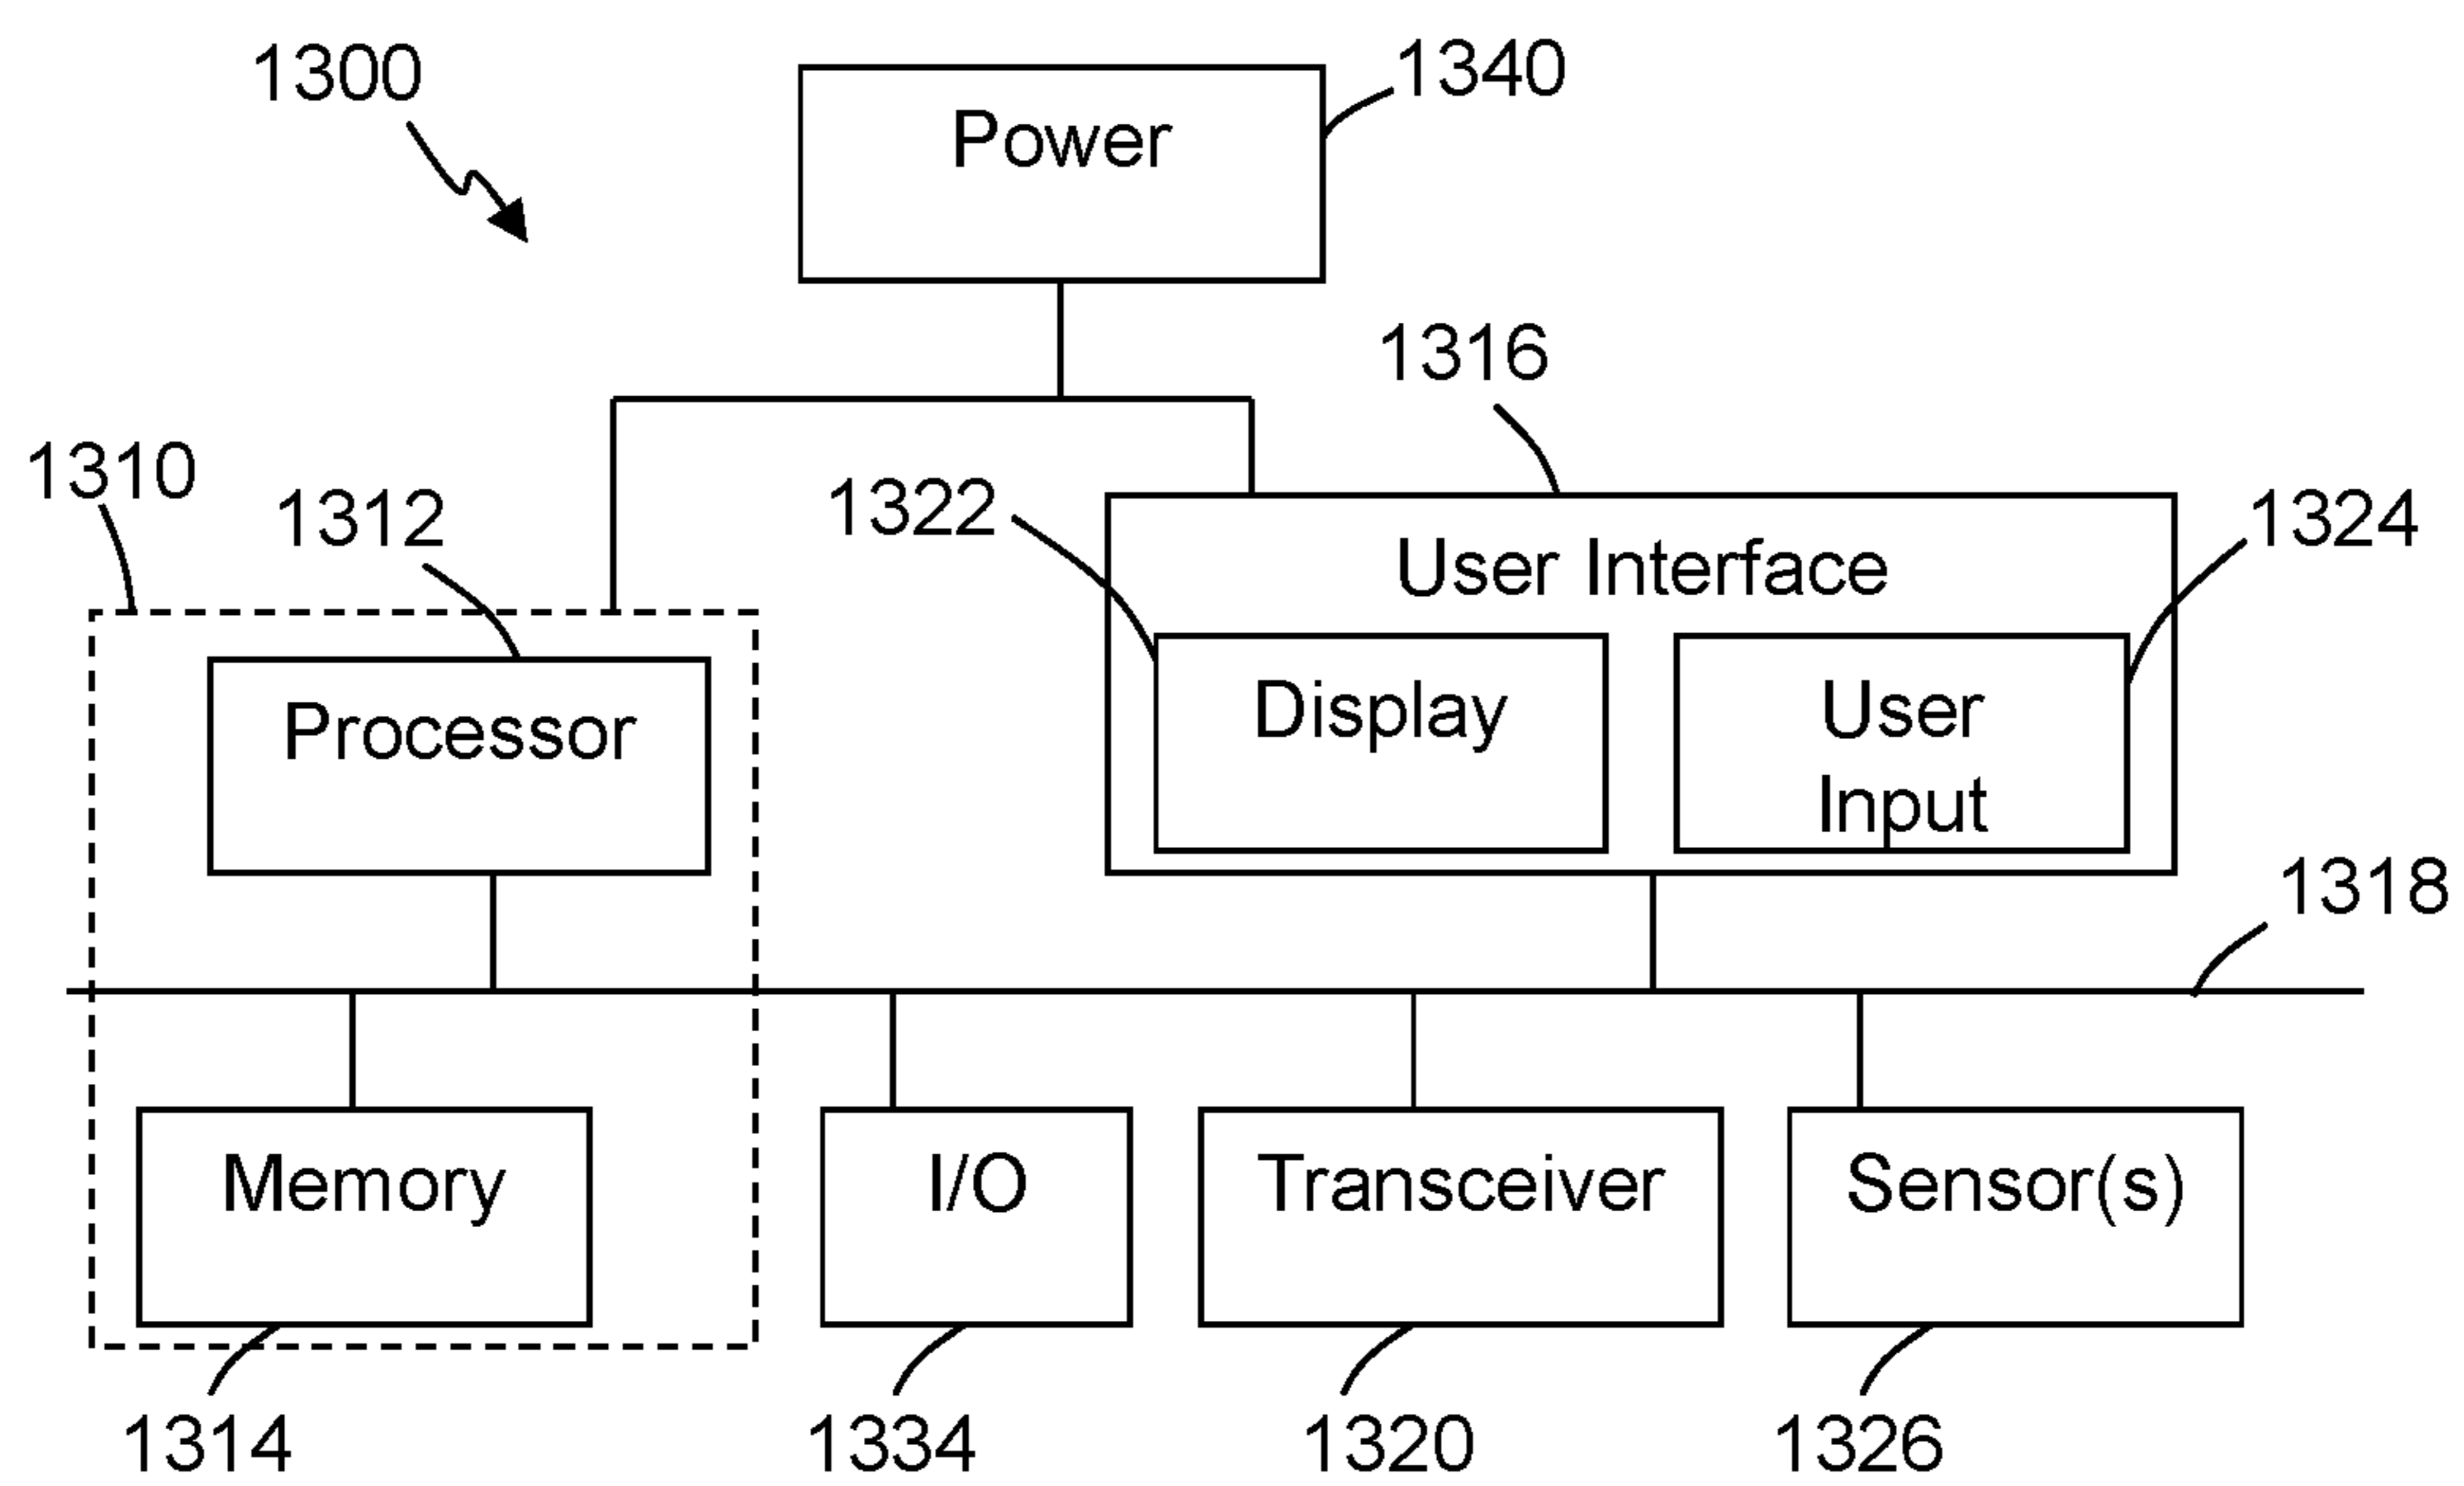 1300
1340
Power
1316
1310
1312
1322
1324
User Interface
Processor
Display
User
Input
1318
Memory
I/O
Transceiver
Sensor(s)
1314
1334
1320
1326